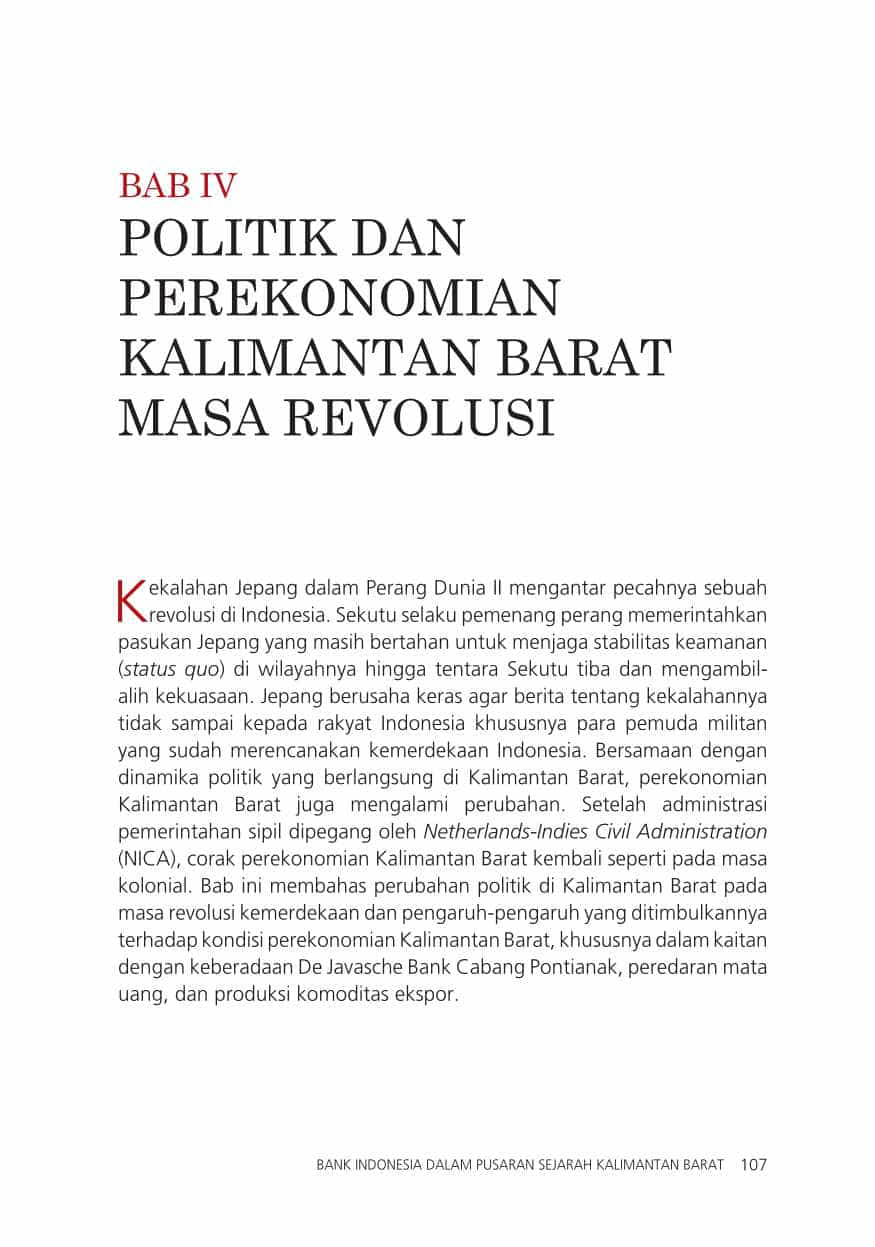 BAB IV
POLITIK DAN
PEREKONOMIAN
KALIMANTAN BARAT
MASA REVOLUSI
Kekalahan Jepang dalam Perang Dunia II mengantar pecahnya sebuah
revolusi di Indonesia. Sekutu selaku pemenang perang memerintahkan
pasukan Jepang yang masih bertahan untuk menjaga stabilitas keamanan
(status quo) di wilayahnya hingga tentara Sekutu tiba dan mengambil-
alih kekuasaan. Jepang berusaha keras agar berita tentang kekalahannya
tidak sampai kepada rakyat Indonesia khususnya para pemuda militan
yang sudah merencanakan kemerdekaan Indonesia. Bersamaan dengan
dinamika politik yang berlangsung di Kalimantan Barat, perekonomian
Kalimantan Barat juga mengalami perubahan. Setelah administrasi
pemerintahan sipil dipegang oleh Netherlands-Indies Civil Administration
(NICA), corak perekonomian Kalimantan Barat kembali seperti pada masa
kolonial. Bab ini membahas perubahan politik di Kalimantan Barat pada
masa revolusi kemerdekaan dan pengaruh-pengaruh yang ditimbulkannya
terhadap kondisi perekonomian Kalimantan Barat, khususnya dalam kaitan
dengan keberadaan De Javasche Bank Cabang Pontianak, peredaran mata
uang, dan produksi komoditas ekspor.
BANK INDONESIA DALAM PUSARAN SEJARAH KALIMANTAN BARAT 107